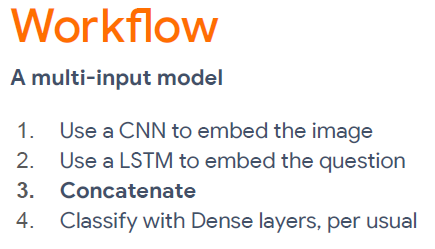 Workflow
A multi-input model
1. Use a CNN to embed the image
2. Use a LSTM to embed the question
3. Concatenate
4. Classify with Dense layers, per usual